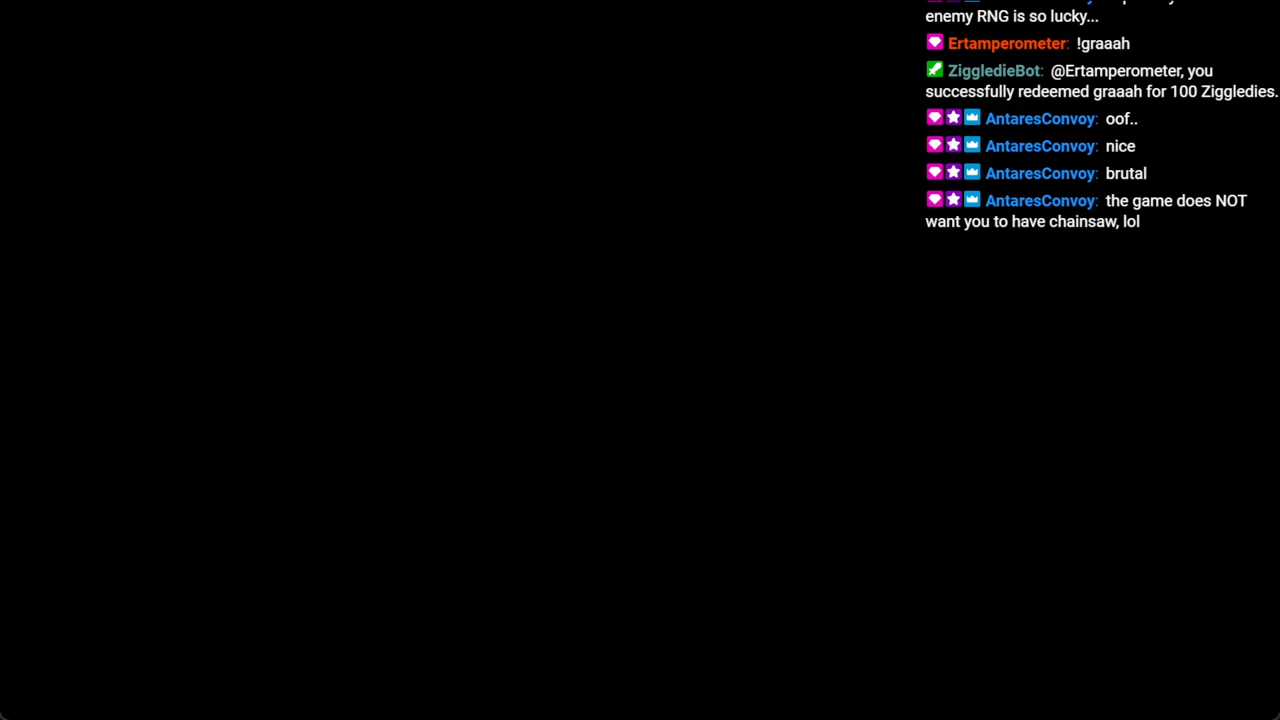 enemy RNG is so lucky...
Ertamperometer: !graaah
ZiggledieBot: @Ertamperometer, you
successfully redeemed graaah for 100 Ziggledies.
AntaresConvoy: oof..
AntaresConvoy: nice
AntaresConvoy: brutal
AntaresConvoy: the game does NOT
want you to have chainsaw, lol